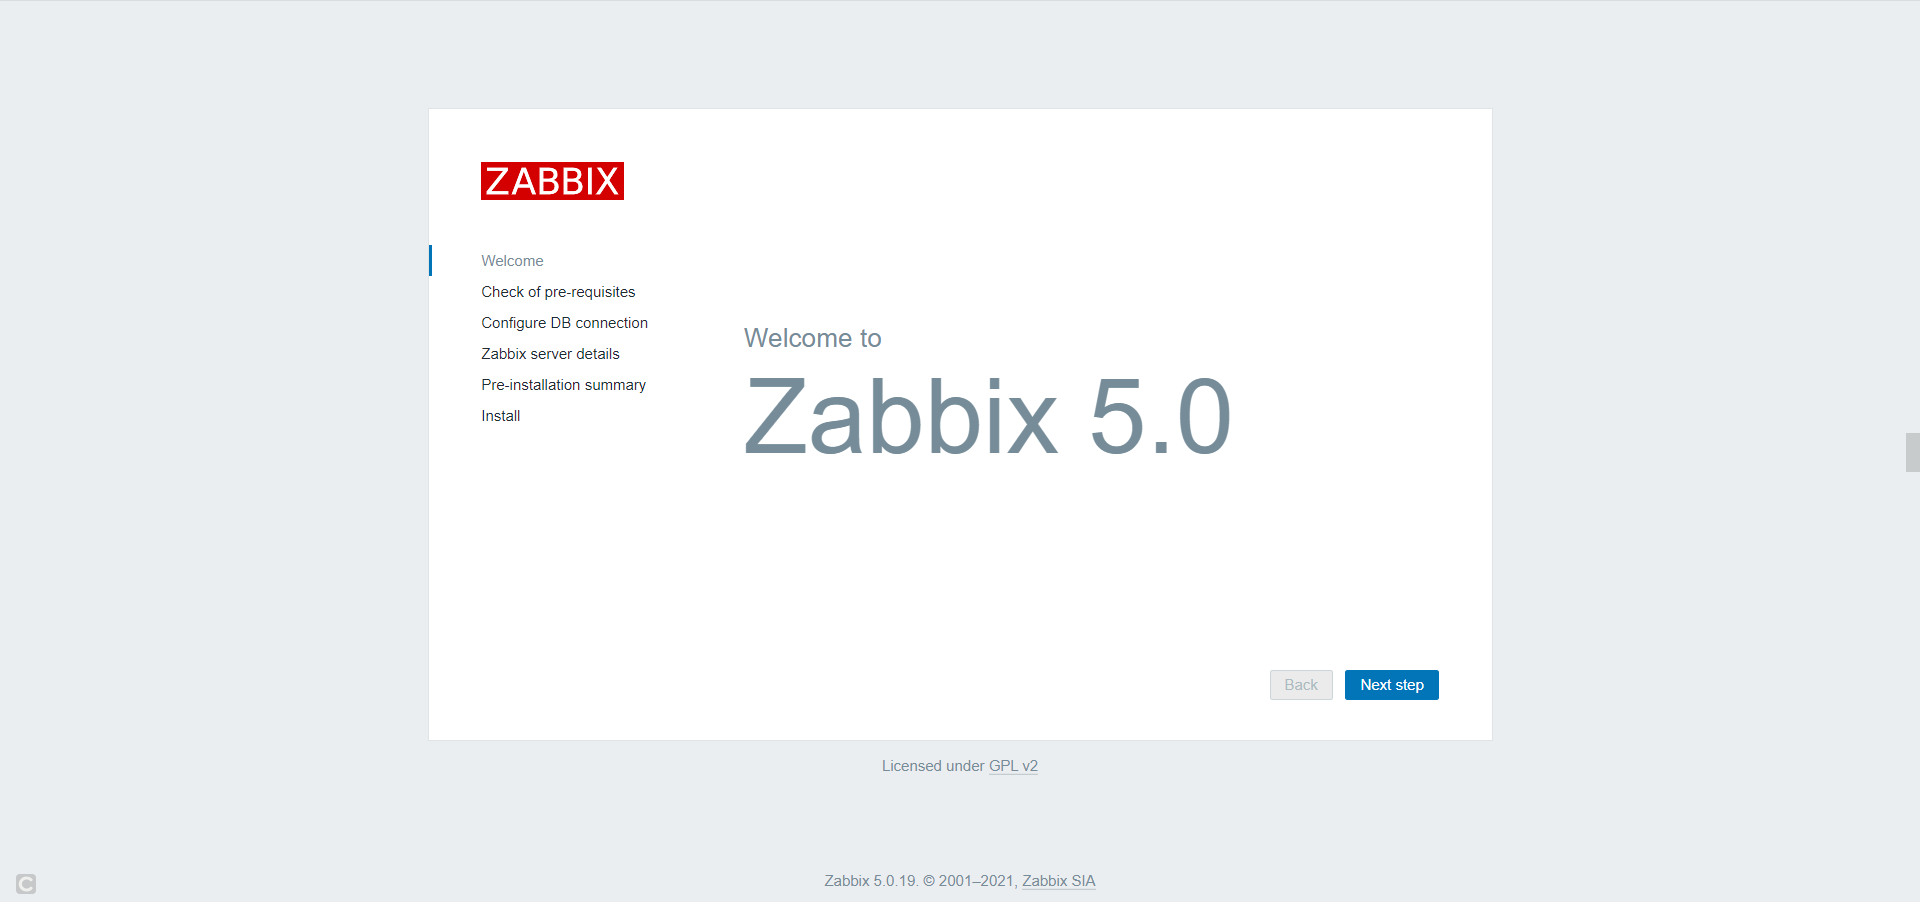 ZABBIX
Welcome
Check of pre-requisites
Configure DB connection
Zabbix server details
Pre-installation summary
Install
Welcome to
Zabbix 5.0
Back
Next step
Licensed under GPL v2
Zabbix 5.0.19. © 2001–2021, Zabbix SIA
C